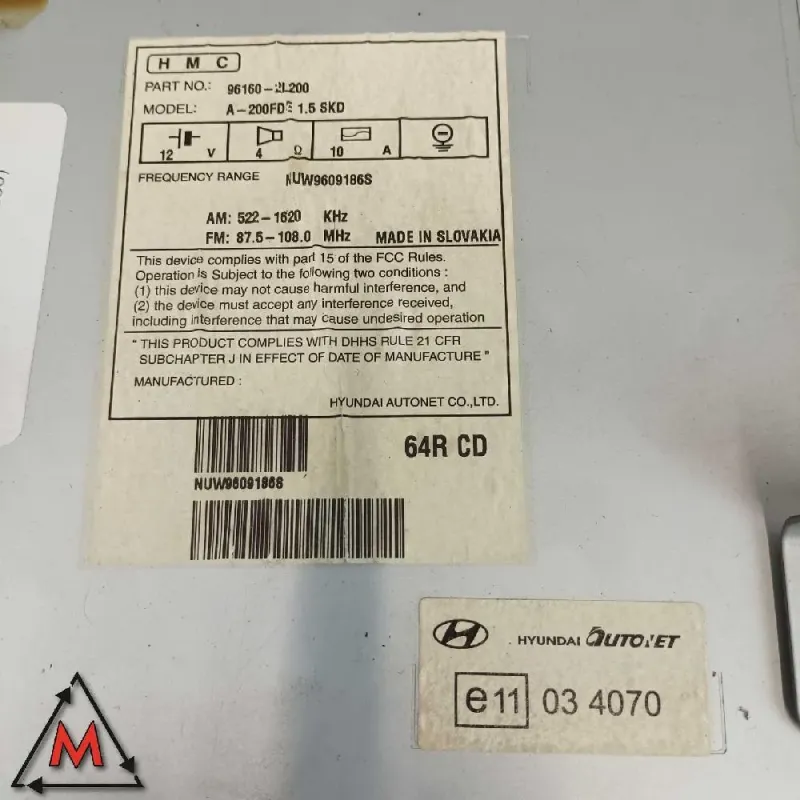 H M C
PART NO.: 96160-2L200
MODEL: A-200FDE 1.5 SKD
12 V 4 Ω 10 A
FREQUENCY RANGE NUW9609186S
AM: 522-1620 KHz
FM: 87.5-108.0 MHz MADE IN SLOVAKIA
This device complies with part 15 of the FCC Rules.
Operation is Subject to the following two conditions :
(1) this device may not cause harmful interference, and
(2) the device must accept any interference received,
including interference that may cause undesired operation
" THIS PRODUCT COMPLIES WITH DHHS RULE 21 CFR
SUBCHAPTER J IN EFFECT OF DATE OF MANUFACTURE "
MANUFACTURED :
HYUNDAI AUTONET CO.,LTD.
64R CD
NUW9609186S
HYUNDAI AUTONET
e11 03 4070
M